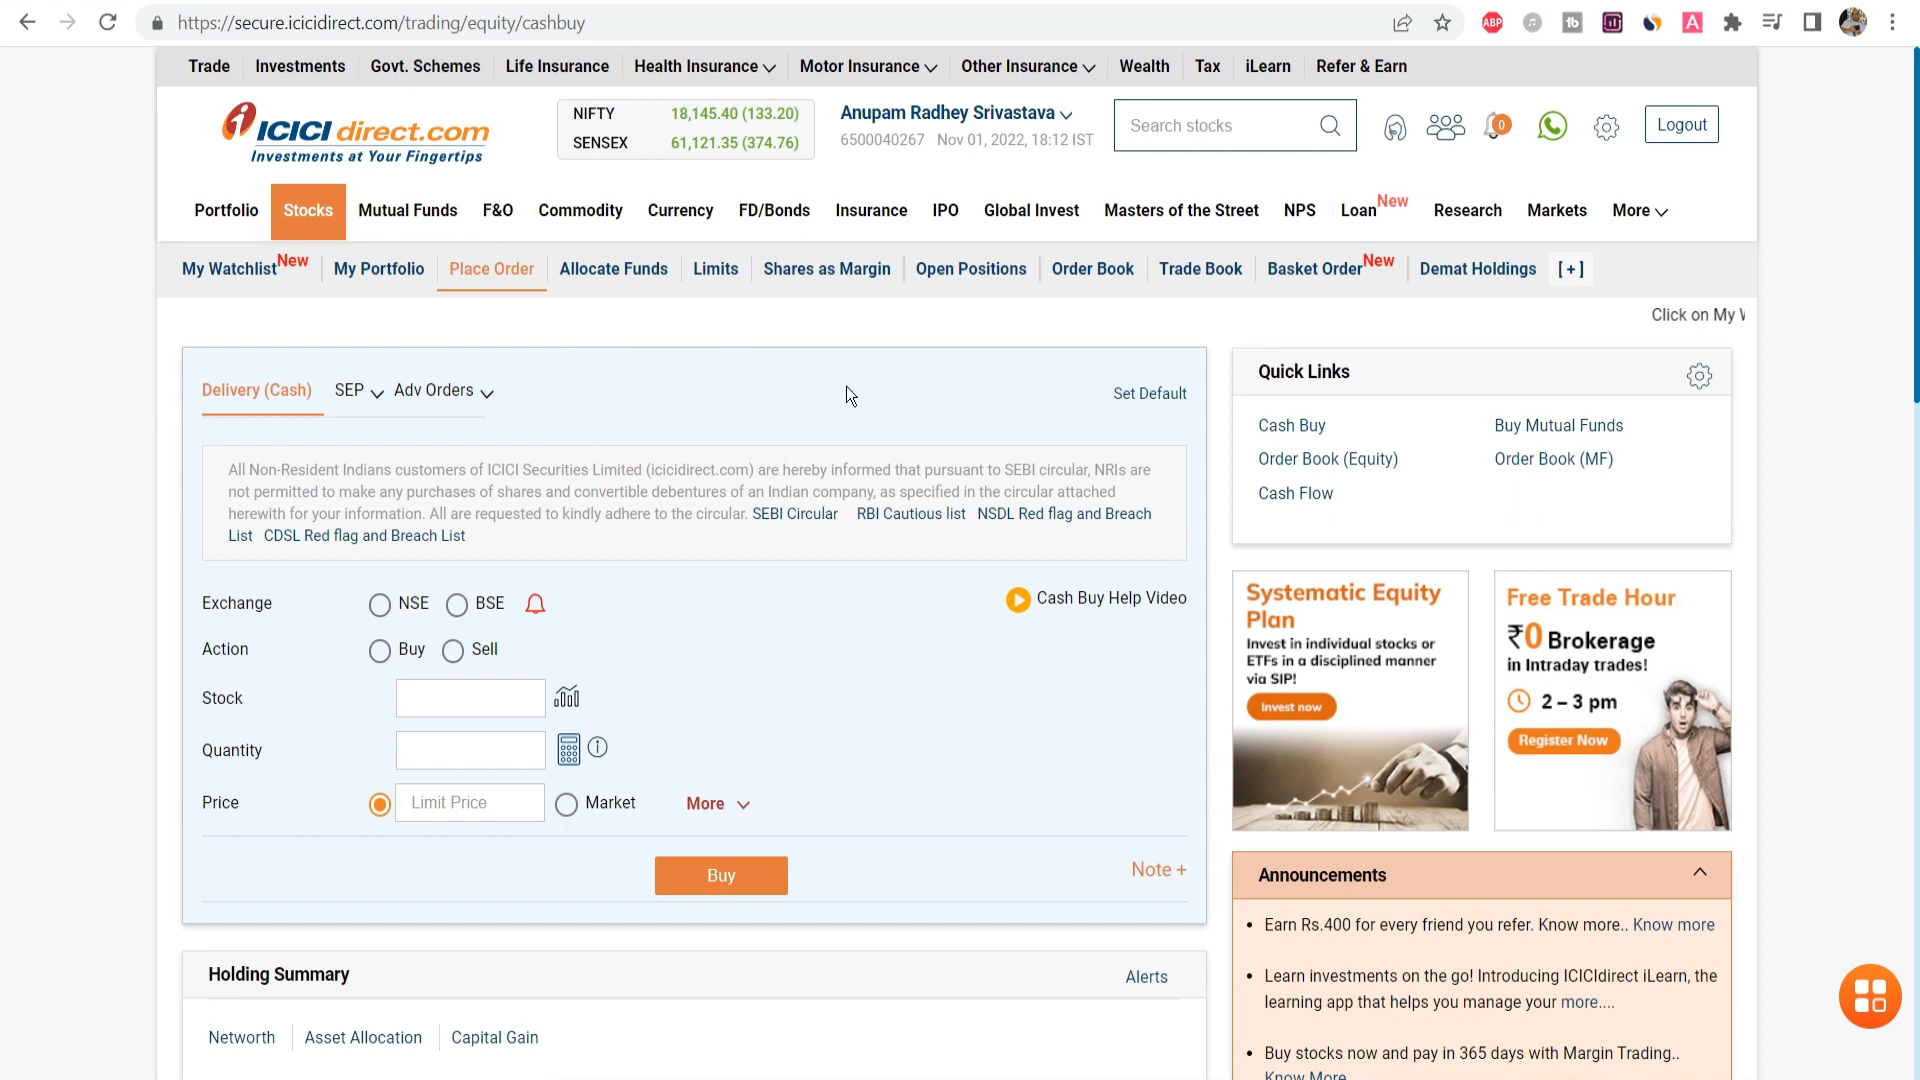 https://secure.icicidirect.com/trading/equity/cashbuy
ABP
Trade Investments Govt. Schemes Life Insurance Health Insurance Motor Insurance Other Insurance Wealth Tax iLearn Refer & Earn
ICICI direct.com
Investments at Your Fingertips
NIFTY 18,145.40 (133.20)
SENSEX 61,121.35 (374.76)
Anupam Radhey Srivastava
6500040267 Nov 01, 2022, 18:12 IST
Search stocks
0
Logout
Portfolio Stocks Mutual Funds F&O Commodity Currency FD/Bonds Insurance IPO Global Invest Masters of the Street NPS Loan New Research Markets More
My Watchlist New My Portfolio Place Order Allocate Funds Limits Shares as Margin Open Positions Order Book Trade Book Basket Order New Demat Holdings [+]
Click on My
Delivery (Cash) SEP Adv Orders Set Default
All Non-Resident Indians customers of ICICI Securities Limited (icicidirect.com) are hereby informed that pursuant to SEBI circular, NRIs are
not permitted to make any purchases of shares and convertible debentures of an Indian company, as specified in the circular attached
herewith for your information. All are requested to kindly adhere to the circular. SEBI Circular RBI Cautious list NSDL Red flag and Breach
List CDSL Red flag and Breach List
Exchange NSE BSE Cash Buy Help Video
Action Buy Sell
Stock
Quantity
Price Limit Price Market More
Buy
Note +
Holding Summary Alerts
Networth Asset Allocation Capital Gain
Quick Links
Cash Buy Buy Mutual Funds
Order Book (Equity) Order Book (MF)
Cash Flow
Systematic Equity
Plan
Invest in individual stocks or
ETFs in a disciplined manner
via SIP!
Invest now
Free Trade Hour
₹0 Brokerage
in Intraday trades!
2 – 3 pm
Register Now
Announcements
• Earn Rs.400 for every friend you refer. Know more.. Know more
• Learn investments on the go! Introducing ICICIdirect iLearn, the
learning app that helps you manage your more....
• Buy stocks now and pay in 365 days with Margin Trading..
Know More